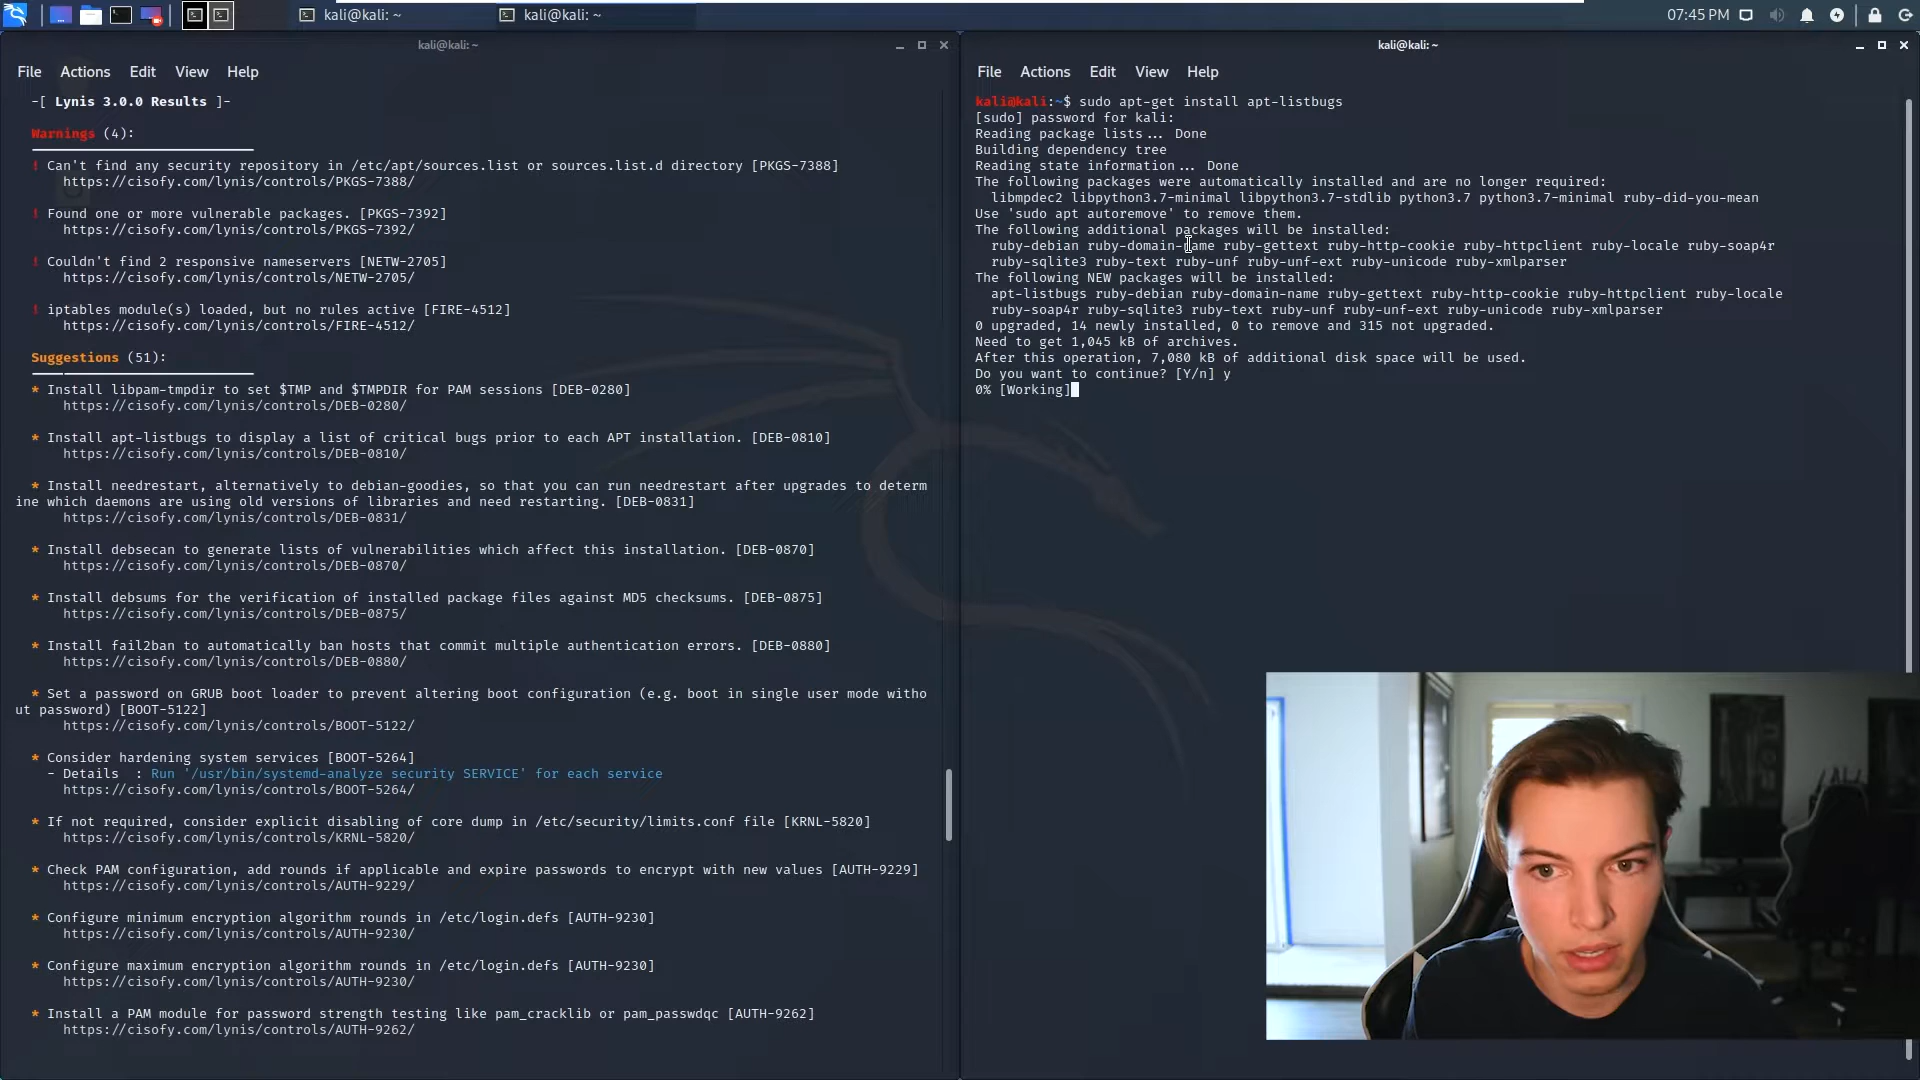 kali@kali: ~
kali@kali: ~
07:45 PM
kali@kali: ~
File Actions Edit View Help
-[ Lynis 3.0.0 Results ]-
Warnings (4):
! Can't find any security repository in /etc/apt/sources.list or sources.list.d directory [PKGS-7388]
https://cisofy.com/lynis/controls/PKGS-7388/
! Found one or more vulnerable packages. [PKGS-7392]
https://cisofy.com/lynis/controls/PKGS-7392/
! Couldn't find 2 responsive nameservers [NETW-2705]
https://cisofy.com/lynis/controls/NETW-2705/
! iptables module(s) loaded, but no rules active [FIRE-4512]
https://cisofy.com/lynis/controls/FIRE-4512/
Suggestions (51):
* Install libpam-tmpdir to set $TMP and $TMPDIR for PAM sessions [DEB-0280]
https://cisofy.com/lynis/controls/DEB-0280/
* Install apt-listbugs to display a list of critical bugs prior to each APT installation. [DEB-0810]
https://cisofy.com/lynis/controls/DEB-0810/
* Install needrestart, alternatively to debian-goodies, so that you can run needrestart after upgrades to determ
ine which daemons are using old versions of libraries and need restarting. [DEB-0831]
https://cisofy.com/lynis/controls/DEB-0831/
* Install debsecan to generate lists of vulnerabilities which affect this installation. [DEB-0870]
https://cisofy.com/lynis/controls/DEB-0870/
* Install debsums for the verification of installed package files against MD5 checksums. [DEB-0875]
https://cisofy.com/lynis/controls/DEB-0875/
* Install fail2ban to automatically ban hosts that commit multiple authentication errors. [DEB-0880]
https://cisofy.com/lynis/controls/DEB-0880/
* Set a password on GRUB boot loader to prevent altering boot configuration (e.g. boot in single user mode witho
ut password) [BOOT-5122]
https://cisofy.com/lynis/controls/BOOT-5122/
* Consider hardening system services [BOOT-5264]
- Details  : Run '/usr/bin/systemd-analyze security SERVICE' for each service
https://cisofy.com/lynis/controls/BOOT-5264/
* If not required, consider explicit disabling of core dump in /etc/security/limits.conf file [KRNL-5820]
https://cisofy.com/lynis/controls/KRNL-5820/
* Check PAM configuration, add rounds if applicable and expire passwords to encrypt with new values [AUTH-9229]
https://cisofy.com/lynis/controls/AUTH-9229/
* Configure minimum encryption algorithm rounds in /etc/login.defs [AUTH-9230]
https://cisofy.com/lynis/controls/AUTH-9230/
* Configure maximum encryption algorithm rounds in /etc/login.defs [AUTH-9230]
https://cisofy.com/lynis/controls/AUTH-9230/
* Install a PAM module for password strength testing like pam_cracklib or pam_passwdqc [AUTH-9262]
https://cisofy.com/lynis/controls/AUTH-9262/
kali@kali: ~
File Actions Edit View Help
kali@kali:~$ sudo apt-get install apt-listbugs
[sudo] password for kali:
Reading package lists... Done
Building dependency tree
Reading state information... Done
The following packages were automatically installed and are no longer required:
libmpdec2 libpython3.7-minimal libpython3.7-stdlib python3.7 python3.7-minimal ruby-did-you-mean
Use 'sudo apt autoremove' to remove them.
The following additional packages will be installed:
ruby-debian ruby-domain-name ruby-gettext ruby-http-cookie ruby-httpclient ruby-locale ruby-soap4r
ruby-sqlite3 ruby-text ruby-unf ruby-unf-ext ruby-unicode ruby-xmlparser
The following NEW packages will be installed:
apt-listbugs ruby-debian ruby-domain-name ruby-gettext ruby-http-cookie ruby-httpclient ruby-locale
ruby-soap4r ruby-sqlite3 ruby-text ruby-unf ruby-unf-ext ruby-unicode ruby-xmlparser
0 upgraded, 14 newly installed, 0 to remove and 315 not upgraded.
Need to get 1,045 kB of archives.
After this operation, 7,080 kB of additional disk space will be used.
Do you want to continue? [Y/n] y
0% [Working]